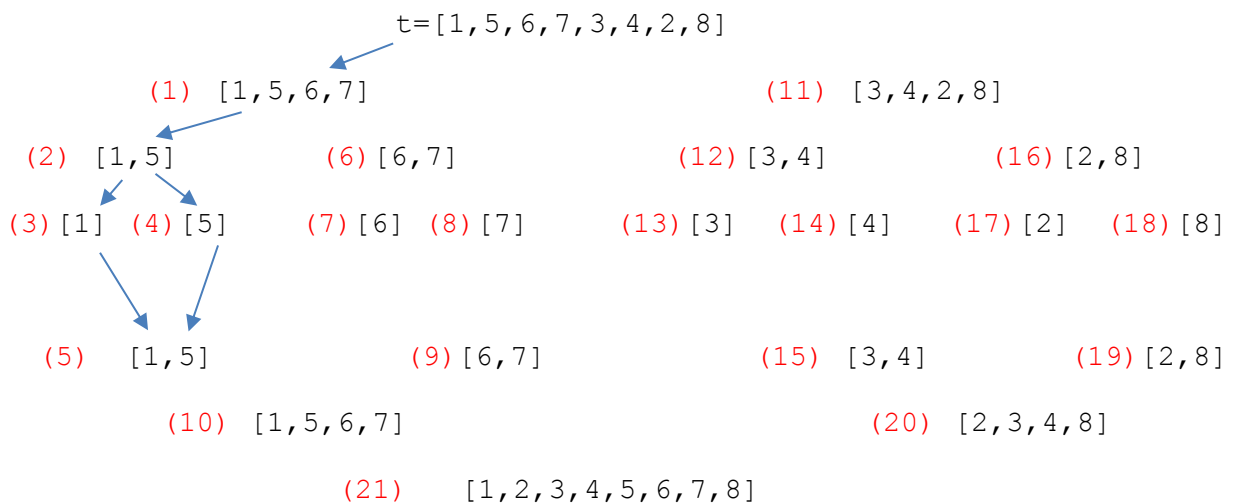 t=[1,5,6,7,3,4,2,8]
(1) [1,5,6,7] (11) [3,4,2,8]
(2) [1,5] (6)[6,7] (12)[3,4] (16)[2,8]
(3)[1] (4)[5] (7)[6] (8)[7] (13)[3] (14)[4] (17)[2] (18)[8]
(5) [1,5] (9)[6,7] (15) [3,4] (19)[2,8]
(10) [1,5,6,7] (20) [2,3,4,8]
(21) [1,2,3,4,5,6,7,8]